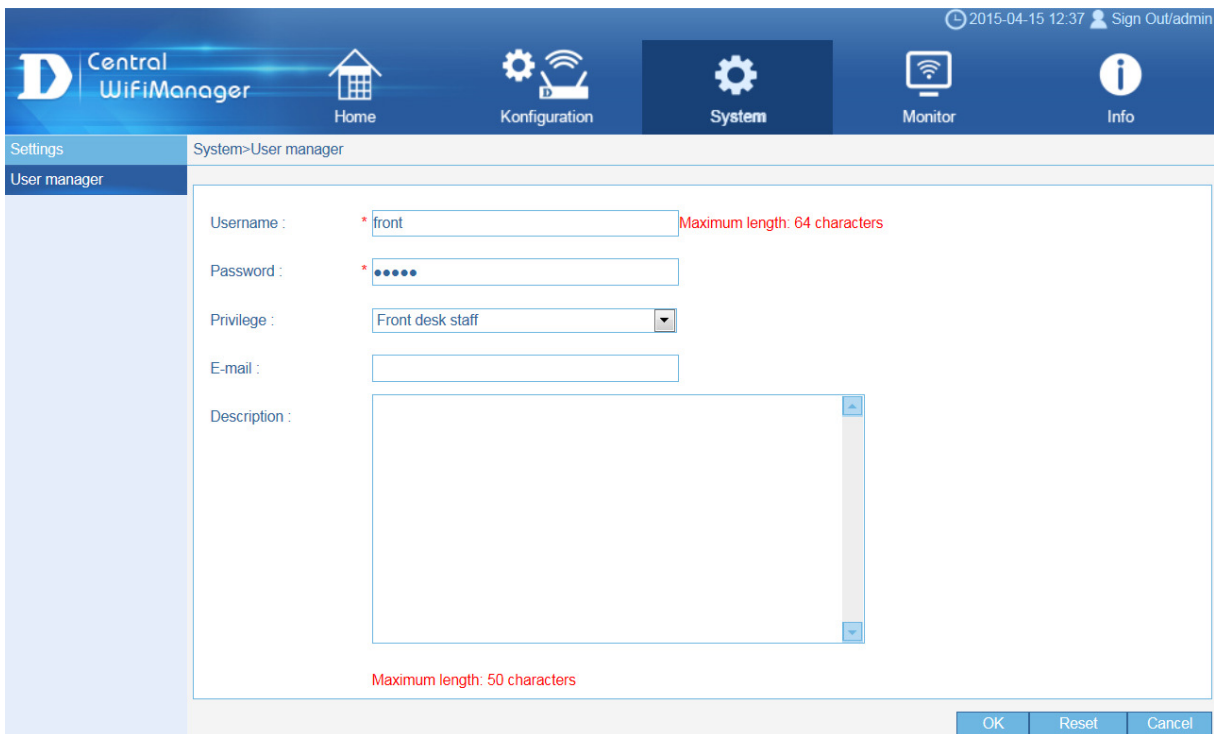 2015-04-15 12:37 Sign Out/admin
D Central
WiFiManager
Home Konfiguration System Monitor Info
Settings System>User manager
User manager
Username : * front Maximum length: 64 characters
Password : * •••••
Privilege : Front desk staff
E-mail :
Description :
Maximum length: 50 characters
OK Reset Cancel